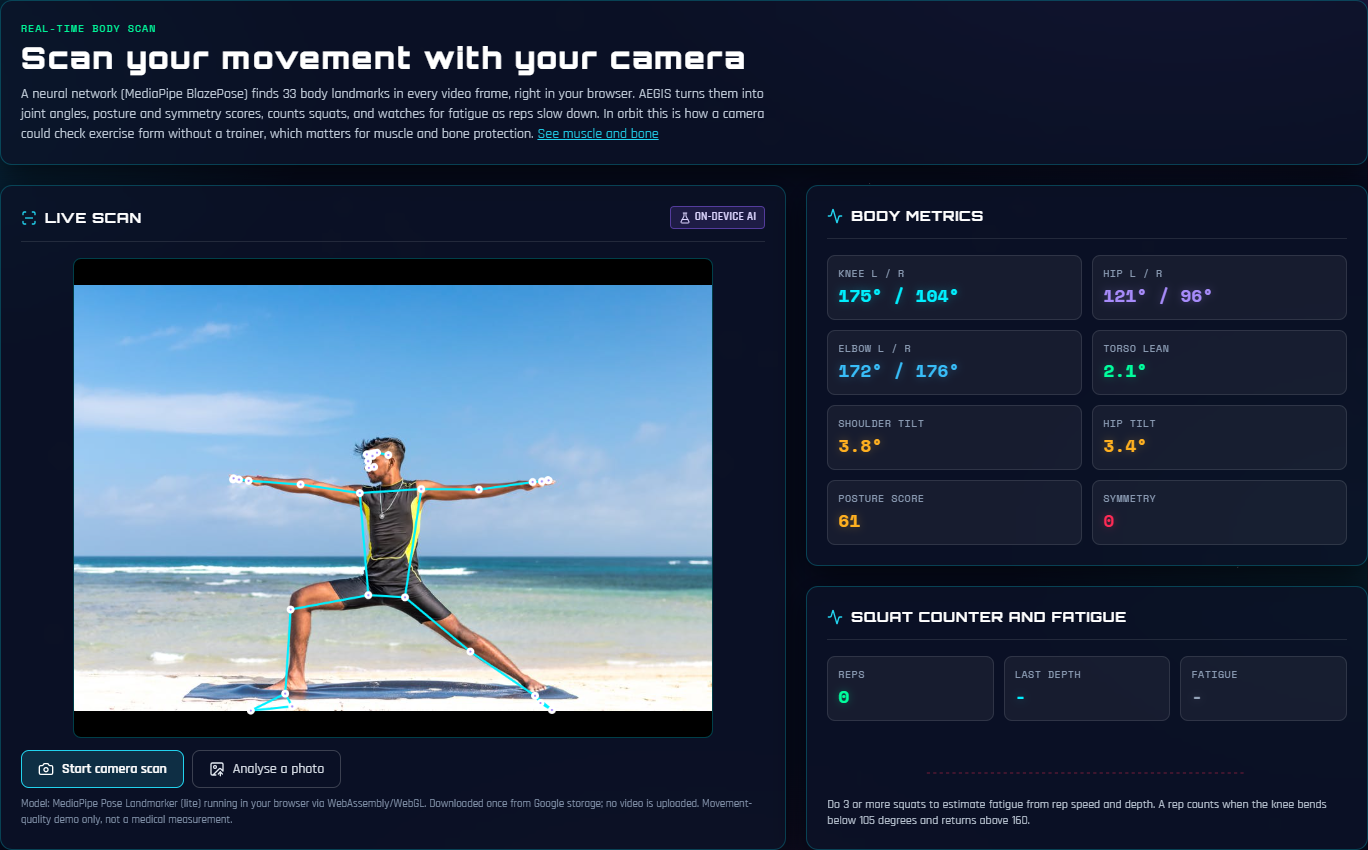 REAL-TIME BODY SCAN
Scan your movement with your camera
A neural network (MediaPipe BlazePose) finds 33 body landmarks in every video frame, right in your browser. AEGIS turns them into
joint angles, posture and symmetry scores, counts squats, and watches for fatigue as reps slow down. In orbit this is how a camera
could check exercise form without a trainer, which matters for muscle and bone protection. See muscle and bone
LIVE SCAN
ON-DEVICE AI
Start camera scan
Analyse a photo
Model: MediaPipe Pose Landmarker (lite) running in your browser via WebAssembly/WebGL. Downloaded once from Google storage; no video is uploaded. Movement-
quality demo only, not a medical measurement.
BODY METRICS
KNEE L / R
175° / 104°
HIP L / R
121° / 96°
ELBOW L / R
172° / 176°
TORSO LEAN
2.1°
SHOULDER TILT
3.8°
HIP TILT
3.4°
POSTURE SCORE
61
SYMMETRY
0
SQUAT COUNTER AND FATIGUE
REPS
0
LAST DEPTH
-
FATIGUE
-
Do 3 or more squats to estimate fatigue from rep speed and depth. A rep counts when the knee bends
below 105 degrees and returns above 160.